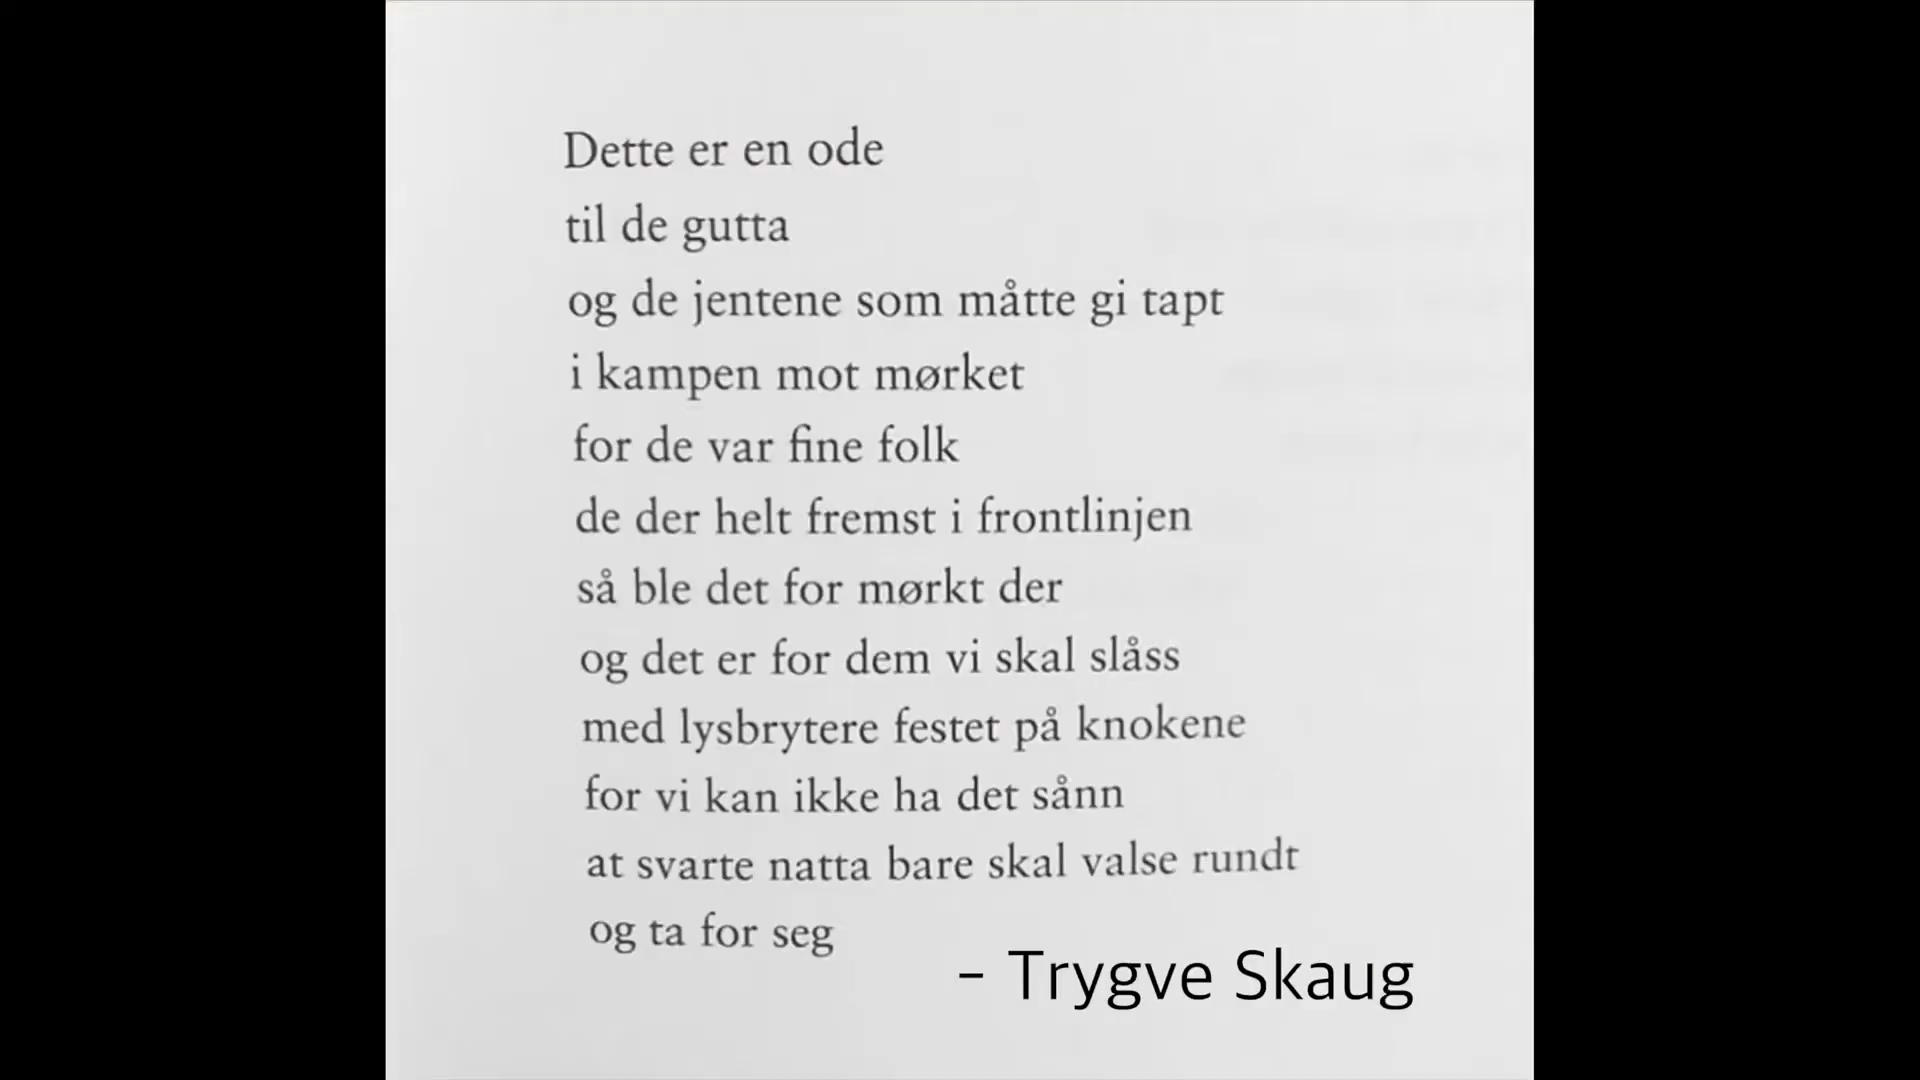 Dette er en ode
til de gutta
og de jentene som måtte gi tapt
i kampen mot mørket
for de var fine folk
de der helt fremst i frontlinjen
så ble det for mørkt der
og det er for dem vi skal slåss
med lysbrytere festet på knokene
for vi kan ikke ha det sånn
at svarte natta bare skal valse rundt
og ta for seg
- Trygve Skaug